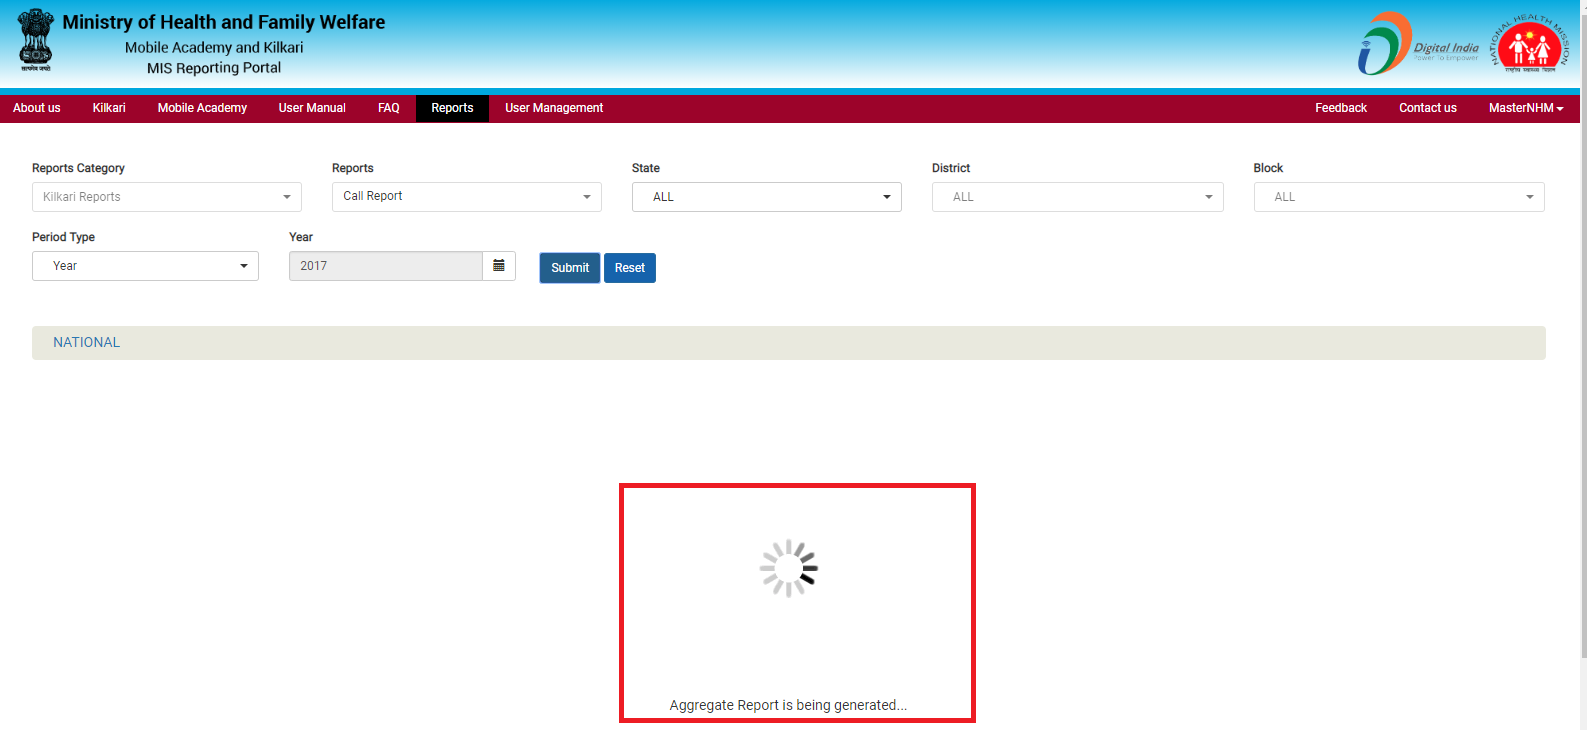 Ministry of Health and Family Welfare
Mobile Academy and Kilkari
MIS Reporting Portal
सत्यमेव जयते
Digital India
Power To Empower
NATIONAL HEALTH MISSION
राष्ट्रीय स्वास्थ्य मिशन
About us Kilkari Mobile Academy User Manual FAQ Reports User Management Feedback Contact us MasterNHM
Reports Category Reports State District Block
Kilkari Reports Call Report ALL ALL ALL
Period Type Year
Year 2017 Submit Reset
NATIONAL
Aggregate Report is being generated...